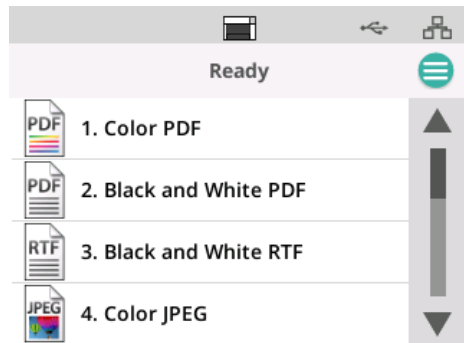 Ready
PDF
1. Color PDF
PDF
2. Black and White PDF
RTF
3. Black and White RTF
JPEG
4. Color JPEG